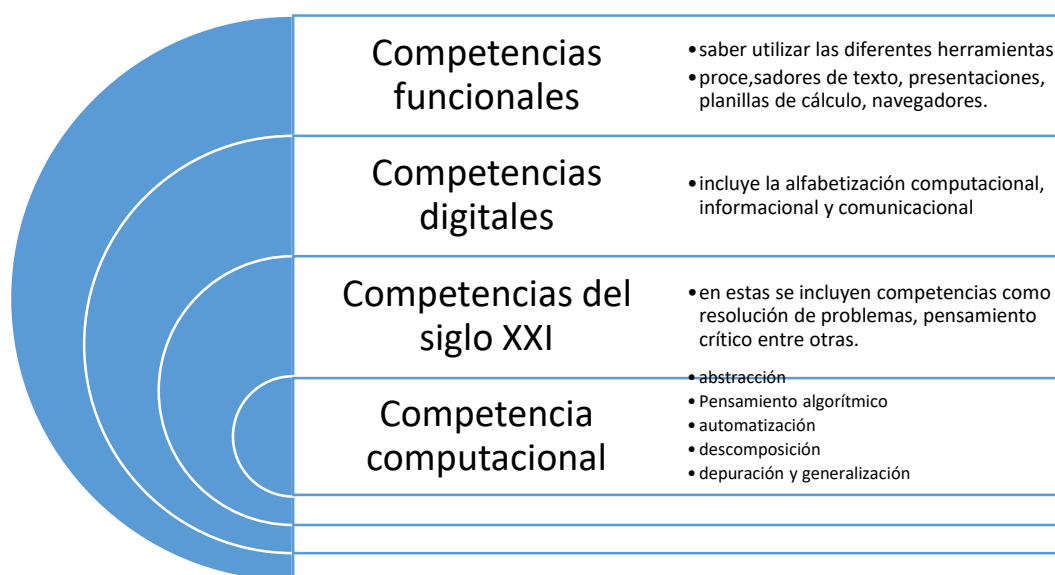 Competencias
funcionales
•saber utilizar las diferentes herramientas
•proce,sadores de texto, presentaciones,
planillas de cálculo, navegadores.
Competencias
digitales
•incluye la alfabetización computacional,
informacional y comunicacional
Competencias del
siglo XXI
•en estas se incluyen competencias como
resolución de problemas, pensamiento
crítico entre otras.
Competencia
computacional
•abstracción
•Pensamiento algorítmico
•automatización
•descomposición
•depuración y generalización